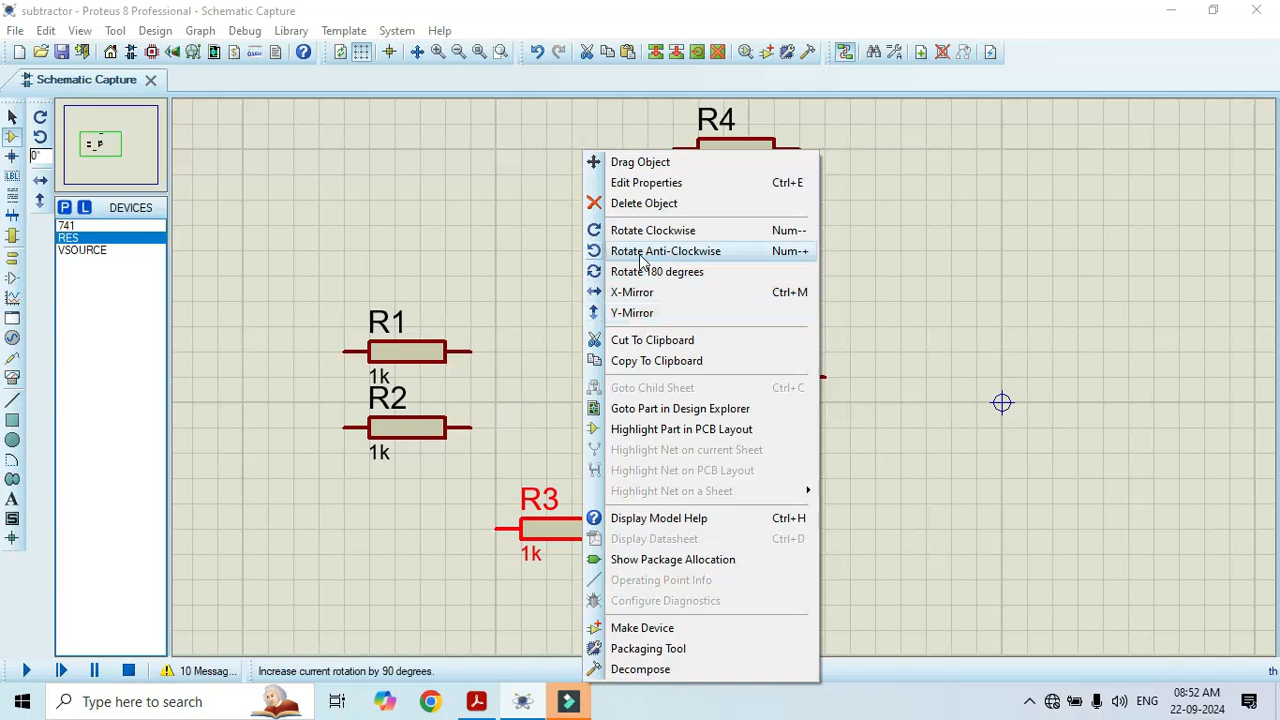 subtractor - Proteus 8 Professional - Schematic Capture
File Edit View Tool Design Graph Debug Library Template System Help
Schematic Capture
0°
P L DEVICES
741
RES
VSOURCE
R4
R1
1k
R2
1k
R3
1k
Drag Object
Edit Properties Ctrl+E
Delete Object
Rotate Clockwise Num--
Rotate Anti-Clockwise Num-+
Rotate 180 degrees
X-Mirror Ctrl+M
Y-Mirror
Cut To Clipboard
Copy To Clipboard
Goto Child Sheet Ctrl+C
Goto Part in Design Explorer
Highlight Part in PCB Layout
Highlight Net on current Sheet
Highlight Net on PCB Layout
Highlight Net on a Sheet
Display Model Help Ctrl+H
Display Datasheet Ctrl+D
Show Package Allocation
Operating Point Info
Configure Diagnostics
Make Device
Packaging Tool
Decompose
10 Messag... Increase current rotation by 90 degrees. th
Type here to search
ENG
08:52 AM
22-09-2024